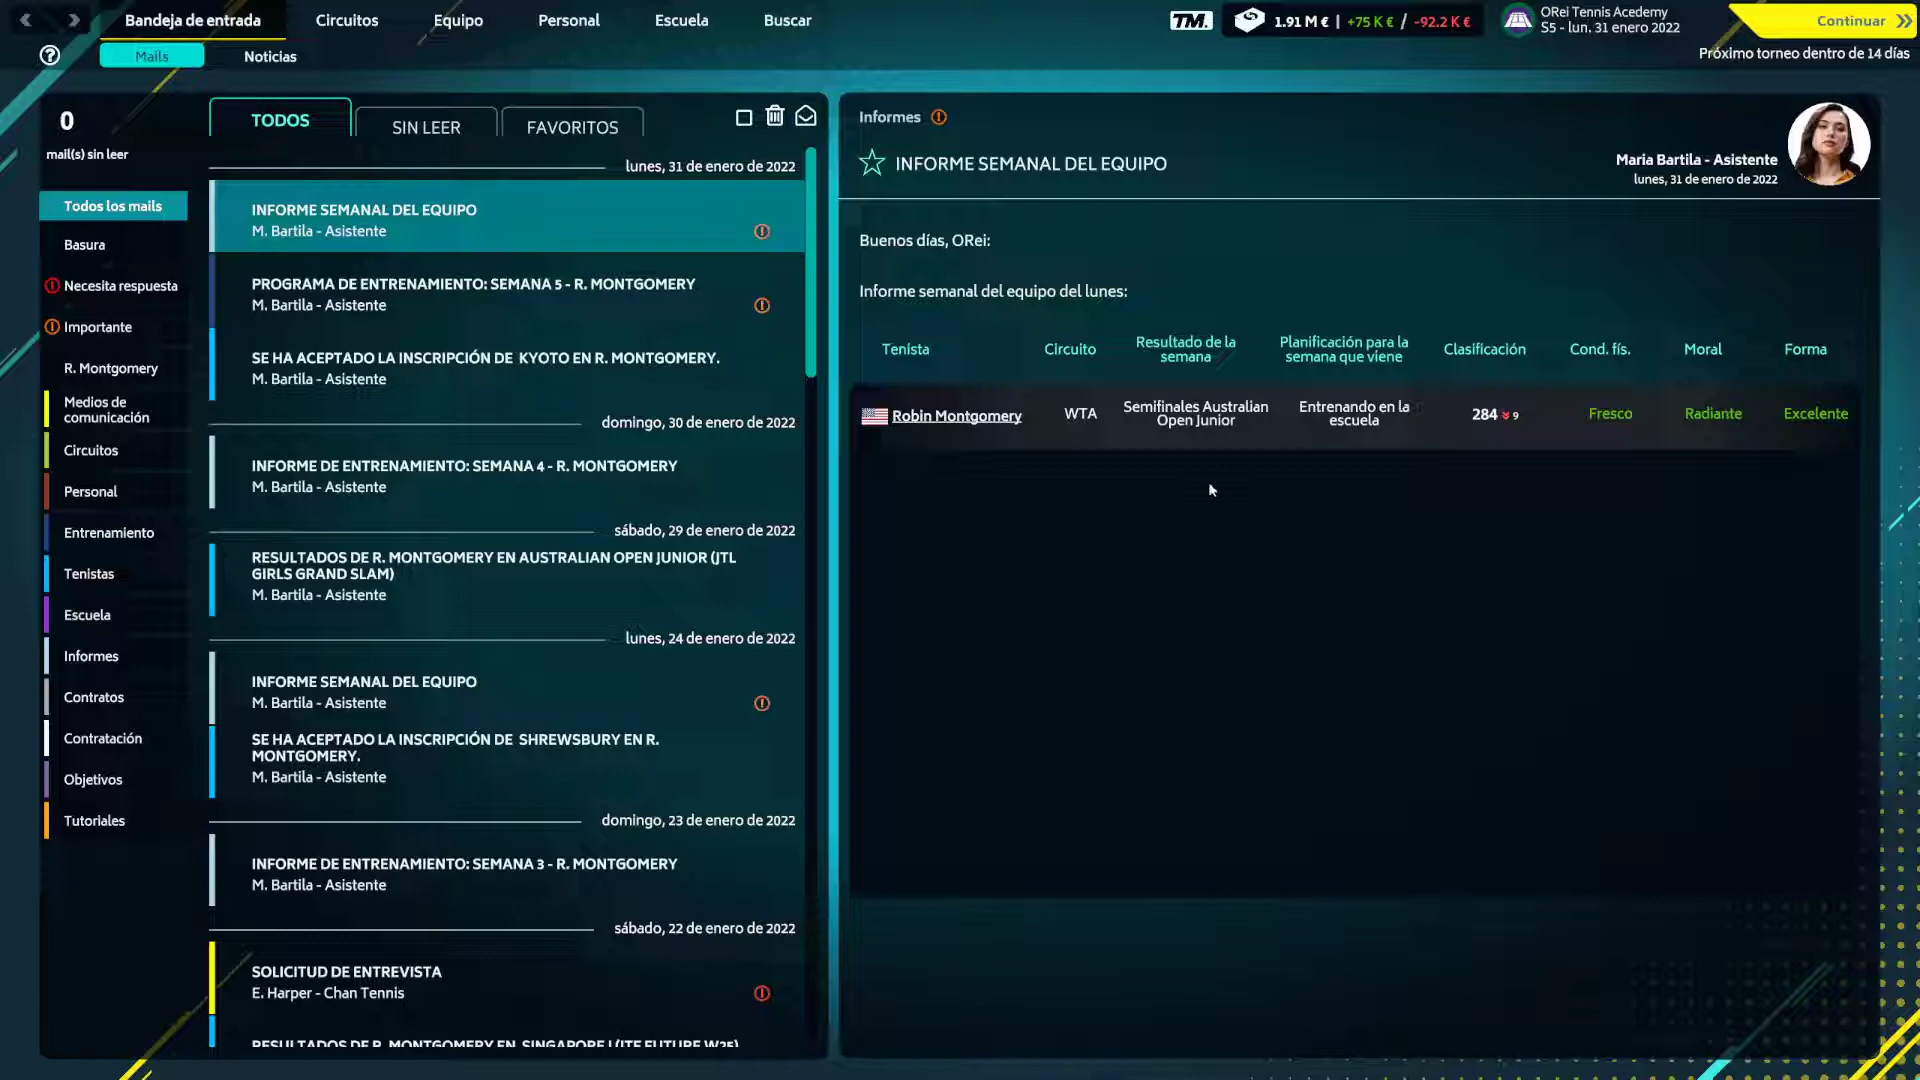 Bandeja de entrada
Circuitos
Equipo
Personal
Escuela
Buscar
TM.
1.91 M € | +75 K € / -92.2 K €
ORei Tennis Acedemy
S5 - lun. 31 enero 2022
Continuar
Mails
Noticias
Próximo torneo dentro de 14 días
0
mail(s) sin leer
Todos los mails
Basura
Necesita respuesta
Importante
R. Montgomery
Medios de
comunicación
Circuitos
Personal
Entrenamiento
Tenistas
Escuela
Informes
Contratos
Contratación
Objetivos
Tutoriales
TODOS
SIN LEER
FAVORITOS
lunes, 31 de enero de 2022
INFORME SEMANAL DEL EQUIPO
M. Bartila - Asistente
PROGRAMA DE ENTRENAMIENTO: SEMANA 5 - R. MONTGOMERY
M. Bartila - Asistente
SE HA ACEPTADO LA INSCRIPCIÓN DE KYOTO EN R. MONTGOMERY.
M. Bartila - Asistente
domingo, 30 de enero de 2022
INFORME DE ENTRENAMIENTO: SEMANA 4 - R. MONTGOMERY
M. Bartila - Asistente
sábado, 29 de enero de 2022
RESULTADOS DE R. MONTGOMERY EN AUSTRALIAN OPEN JUNIOR (JTL
GIRLS GRAND SLAM)
M. Bartila - Asistente
lunes, 24 de enero de 2022
INFORME SEMANAL DEL EQUIPO
M. Bartila - Asistente
SE HA ACEPTADO LA INSCRIPCIÓN DE SHREWSBURY EN R.
MONTGOMERY.
M. Bartila - Asistente
domingo, 23 de enero de 2022
INFORME DE ENTRENAMIENTO: SEMANA 3 - R. MONTGOMERY
M. Bartila - Asistente
sábado, 22 de enero de 2022
SOLICITUD DE ENTREVISTA
E. Harper - Chan Tennis
RESULTADOS DE R. MONTGOMERY EN SINGAPORE I (ITF FUTURE W25)
Informes
INFORME SEMANAL DEL EQUIPO
Maria Bartila - Asistente
lunes, 31 de enero de 2022
Buenos días, ORei:
Informe semanal del equipo del lunes:
Tenista
Circuito
Resultado de la
semana
Planificación para la
semana que viene
Clasificación
Cond. fís.
Moral
Forma
Robin Montgomery
WTA
Semifinales Australian
Open Junior
Entrenando en la
escuela
284 9
Fresco
Radiante
Excelente